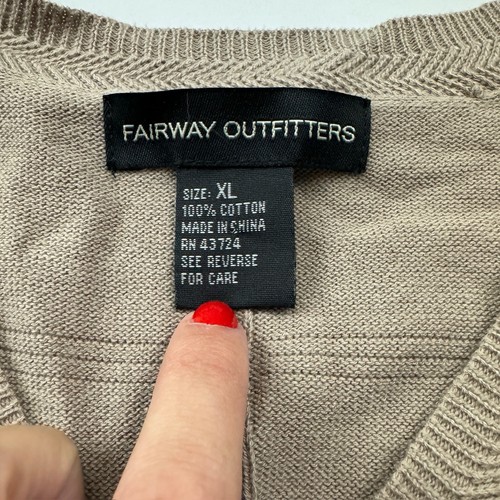 FAIRWAY OUTFITTERS
SIZE: XL
100% COTTON
MADE IN CHINA
RN 43724
SEE REVERSE
FOR CARE